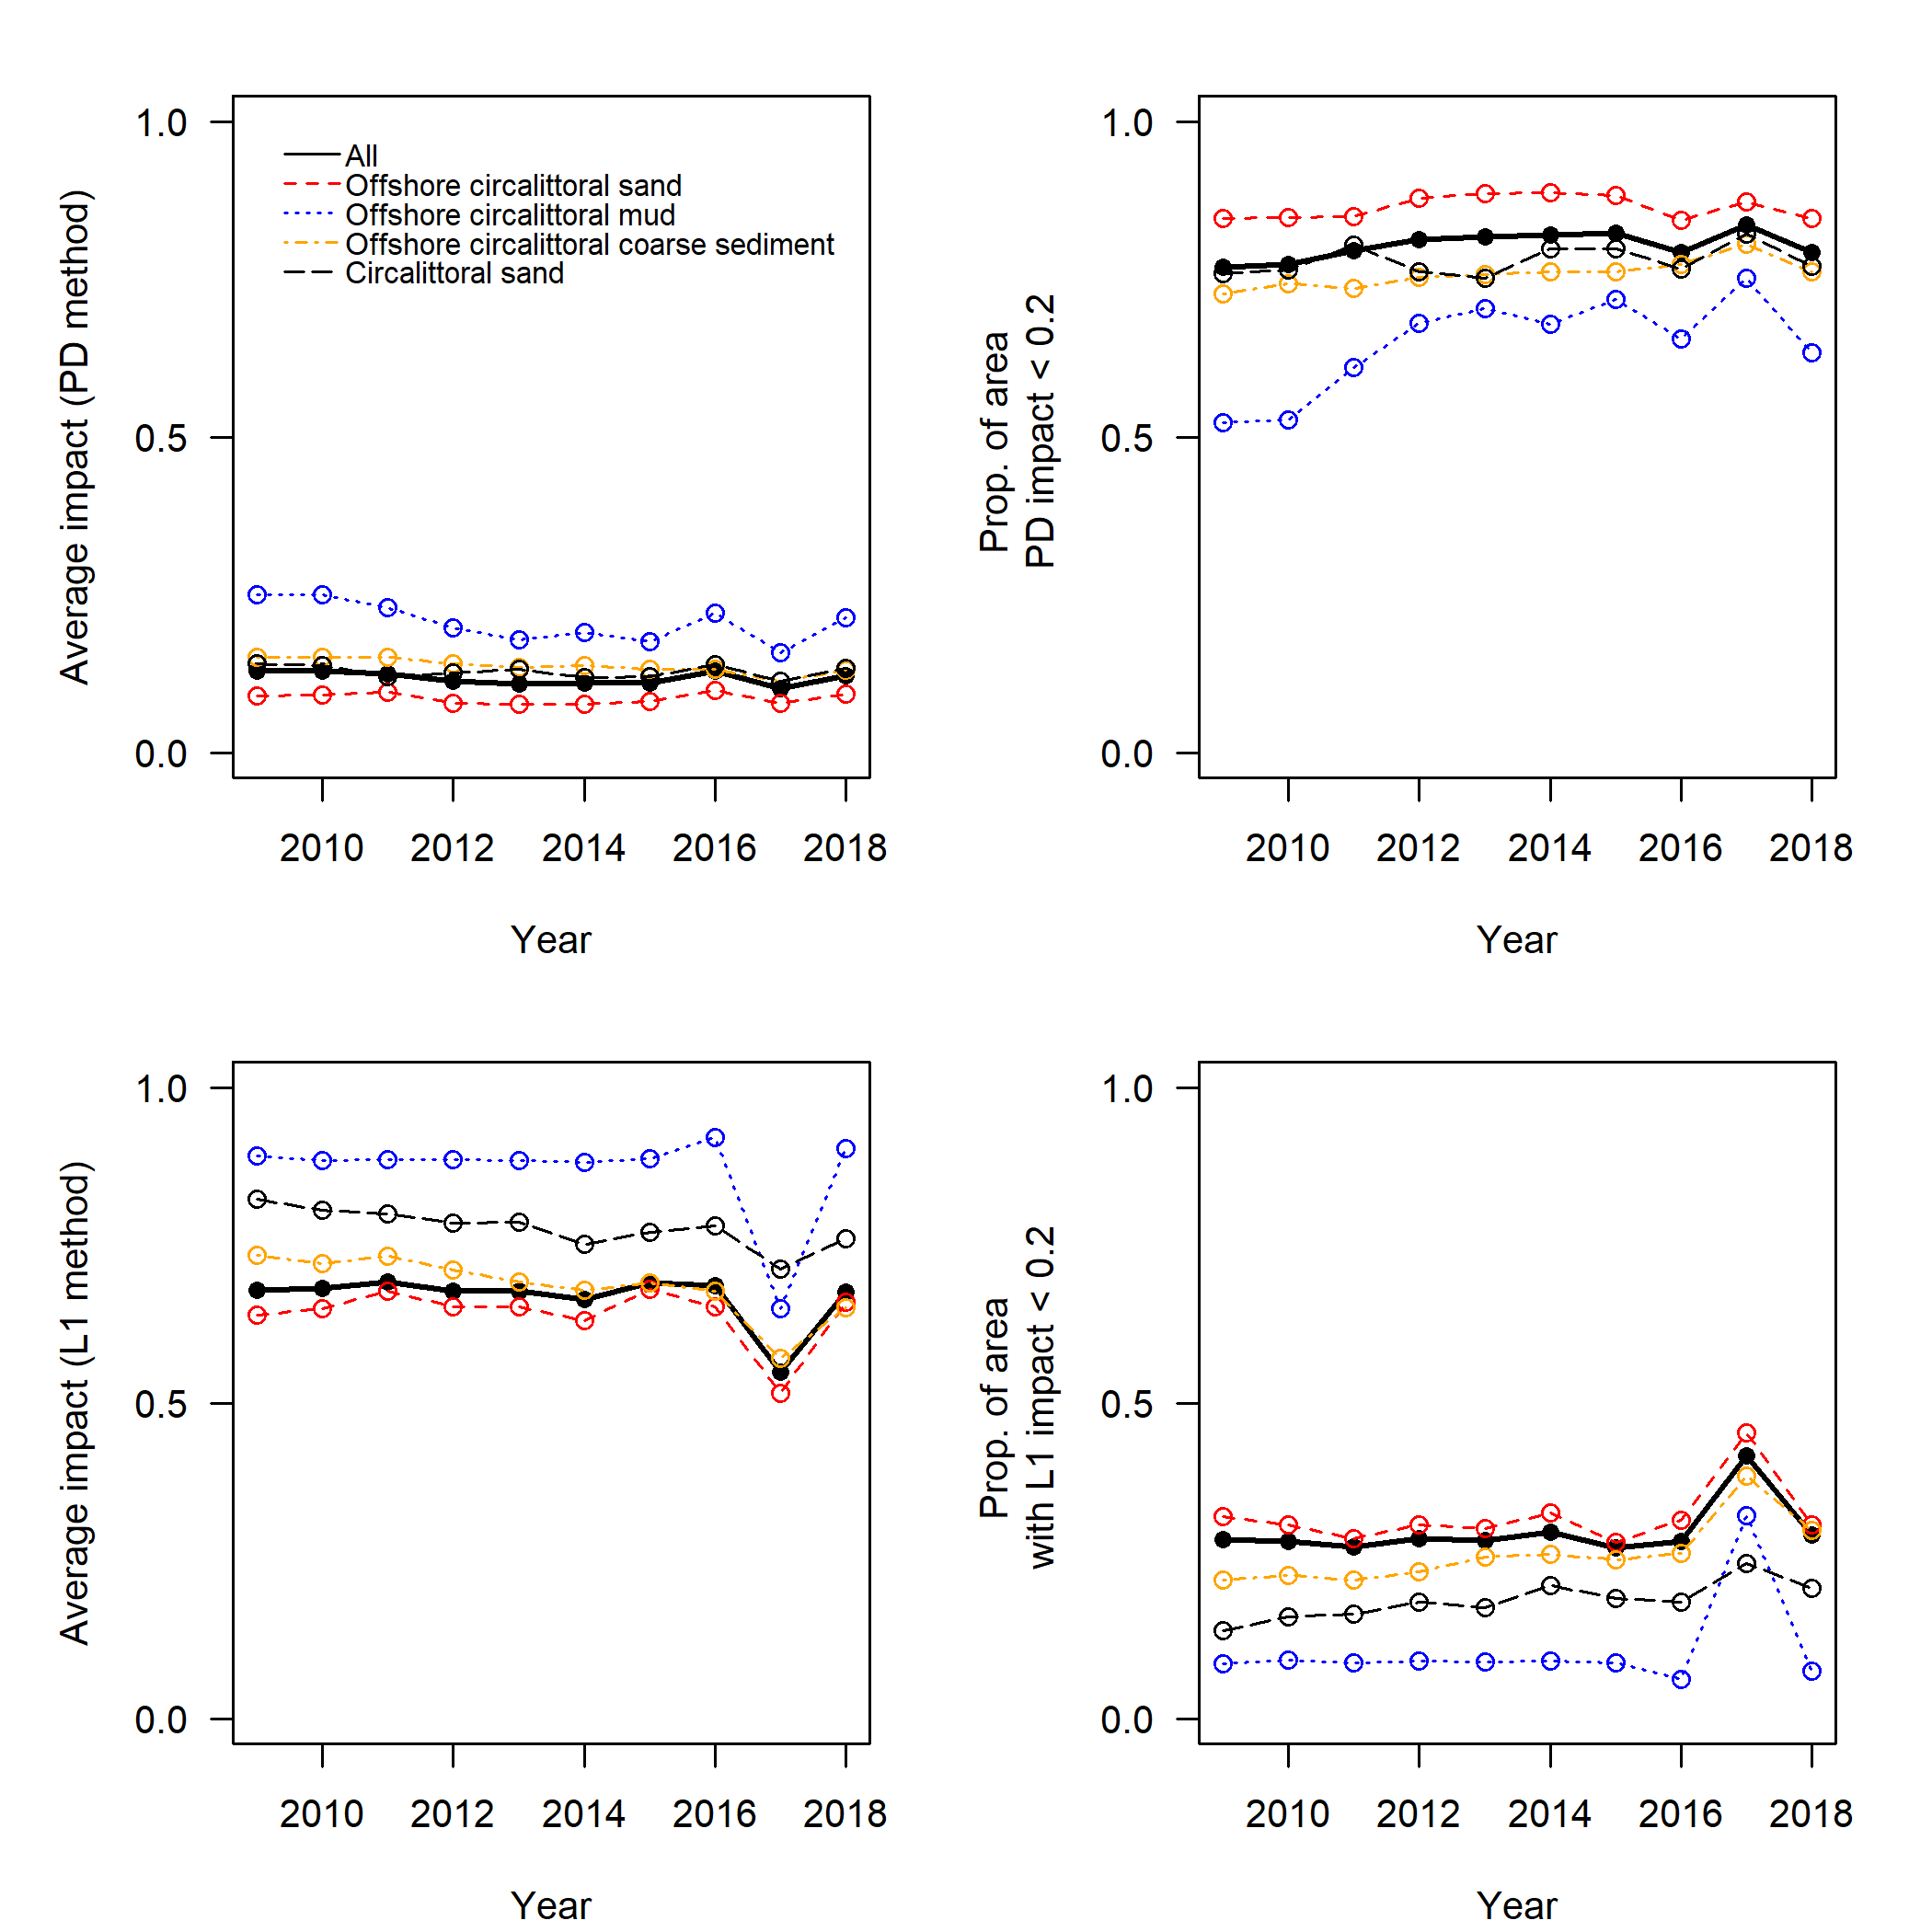 Average impact (PD method)
1.0
0.5
0.0
All
Offshore circalittoral sand
Offshore circalittoral mud
Offshore circalittoral coarse sediment
Circalittoral sand
2010 2012 2014 2016 2018
Year
Prop. of area
PD impact < 0.2
1.0
0.5
0.0
2010 2012 2014 2016 2018
Year
Average impact (L1 method)
1.0
0.5
0.0
2010 2012 2014 2016 2018
Year
Prop. of area
with L1 impact < 0.2
1.0
0.5
0.0
2010 2012 2014 2016 2018
Year